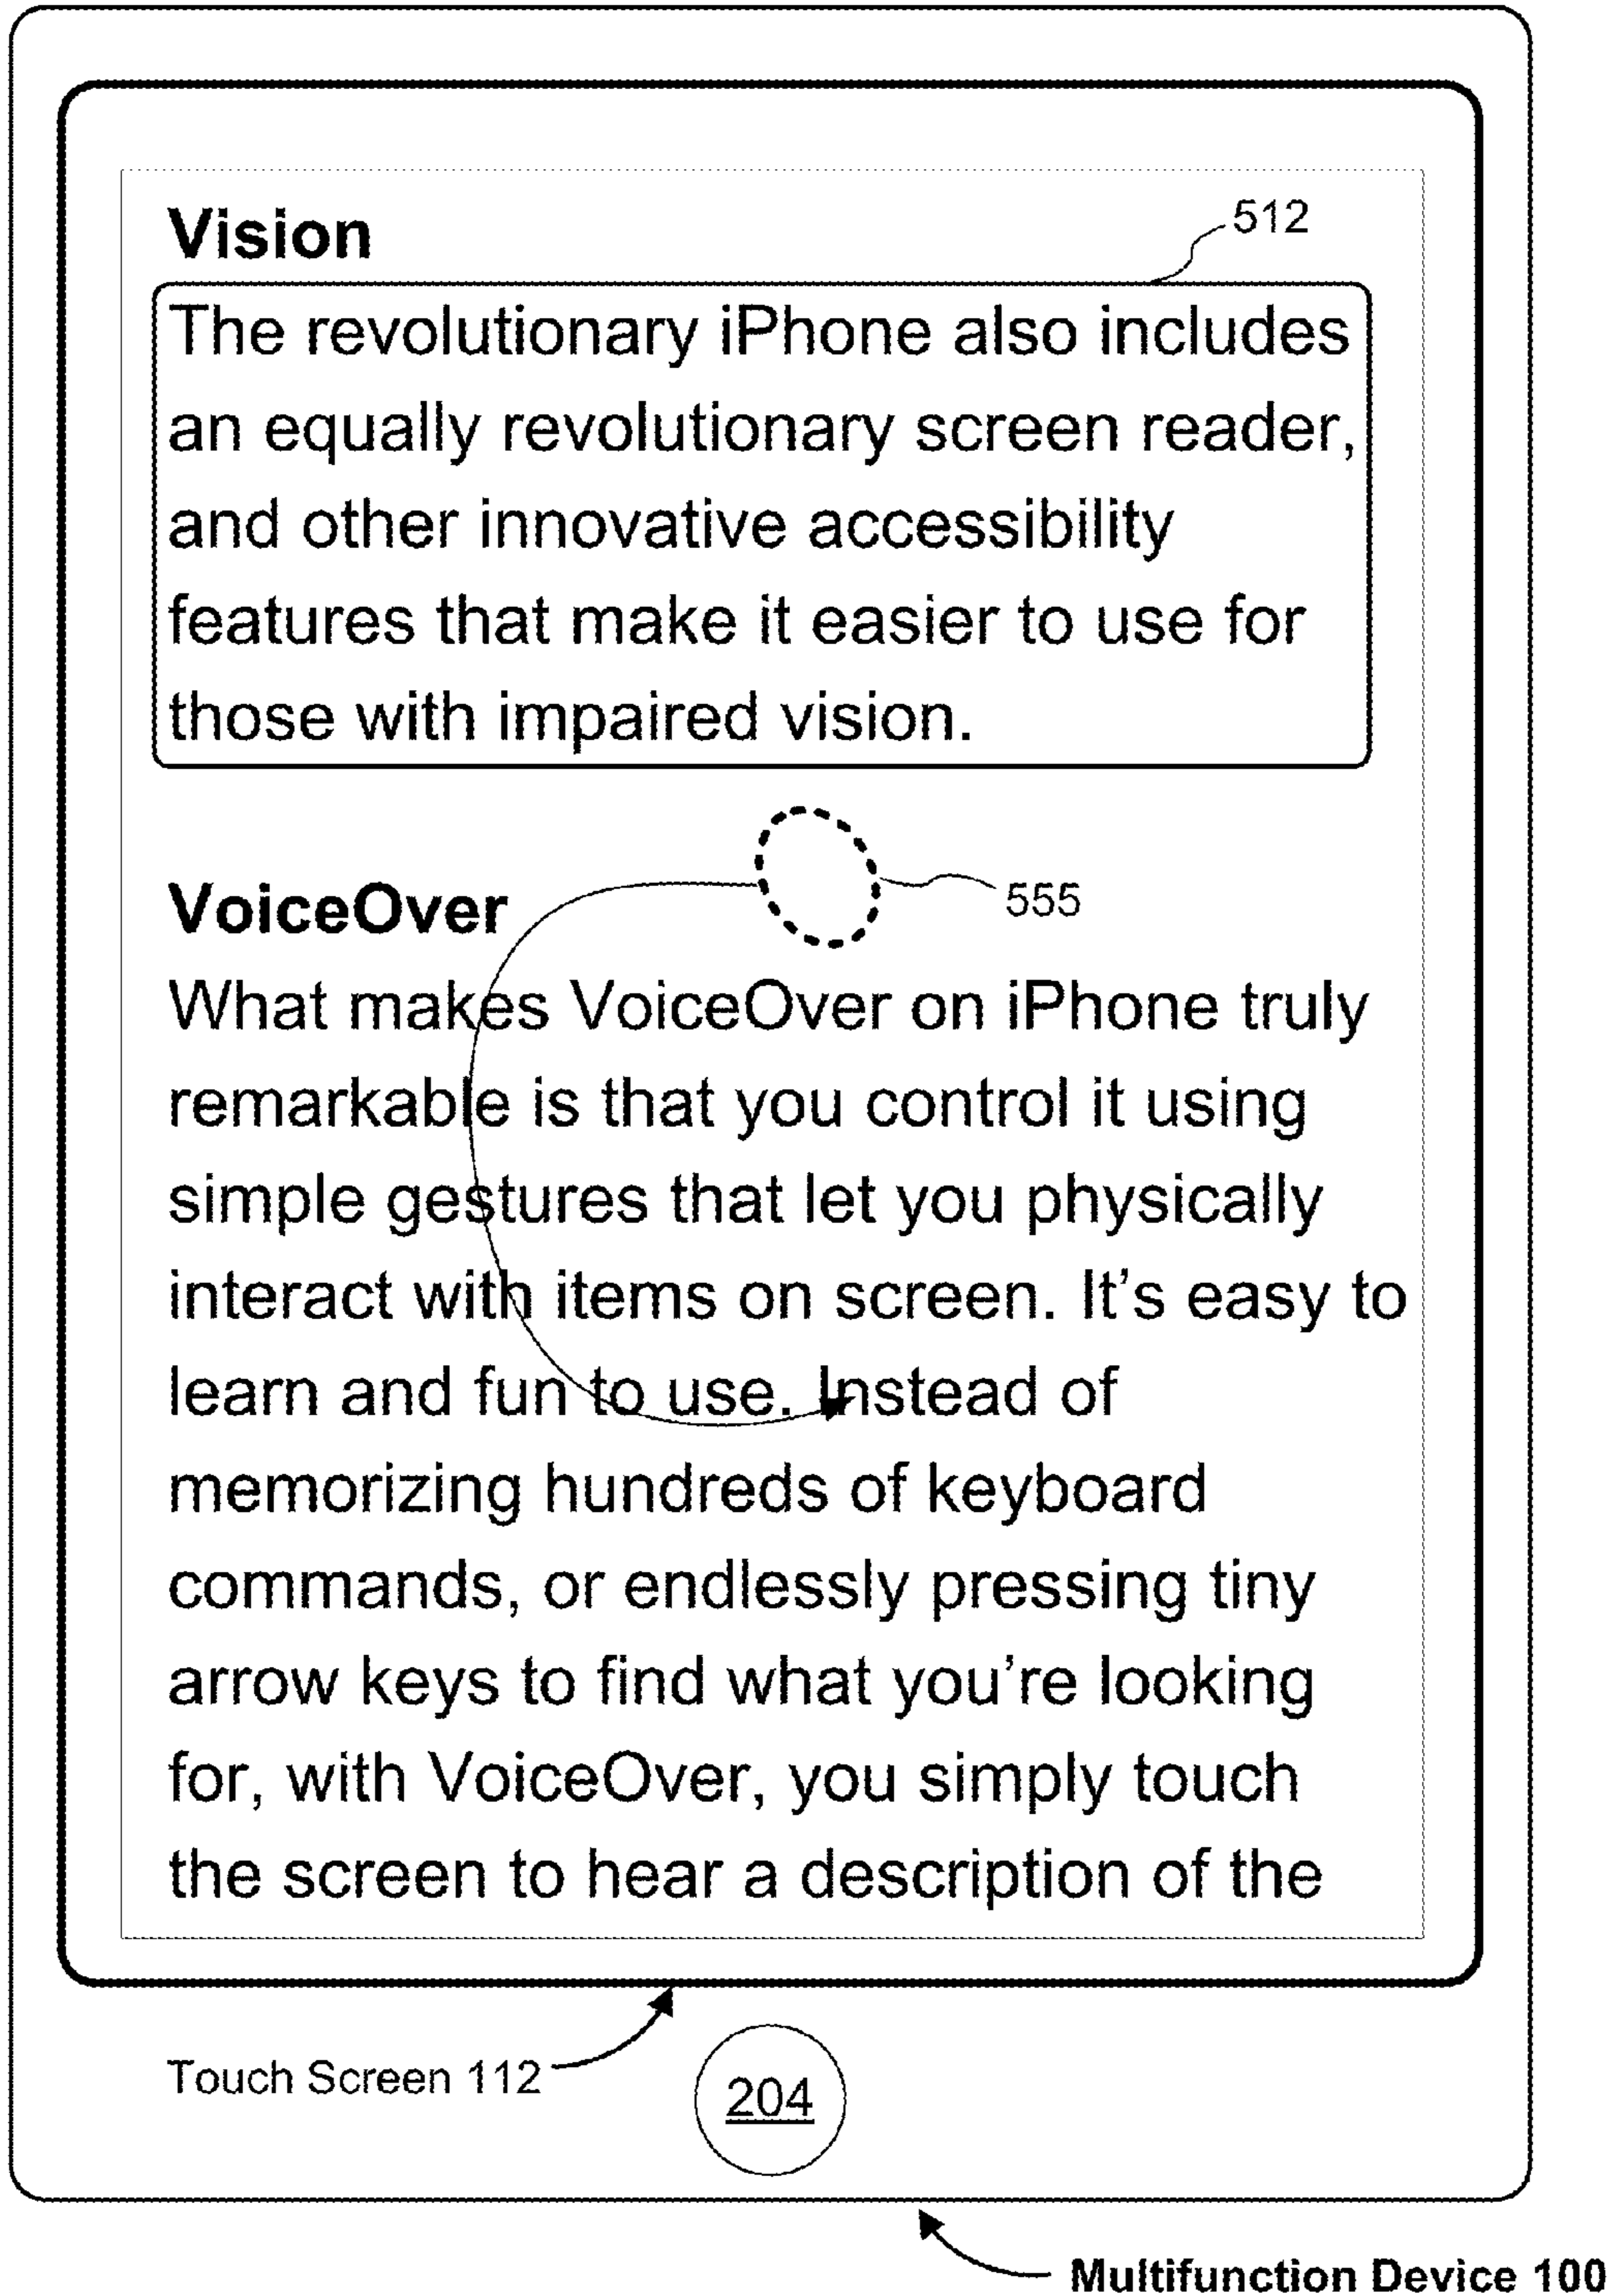 Vision
512
The revolutionary iPhone also includes
an equally revolutionary screen reader,
and other innovative accessibility
features that make it easier to use for
those with impaired vision.
VoiceOver
555
What makes VoiceOver on iPhone truly
remarkable is that you control it using
simple gestures that let you physically
interact with items on screen. It’s easy to
learn and fun to use. Instead of
memorizing hundreds of keyboard
commands, or endlessly pressing tiny
arrow keys to find what you’re looking
for, with VoiceOver, you simply touch
the screen to hear a description of the
Touch Screen 112
204
Multifunction Device 100